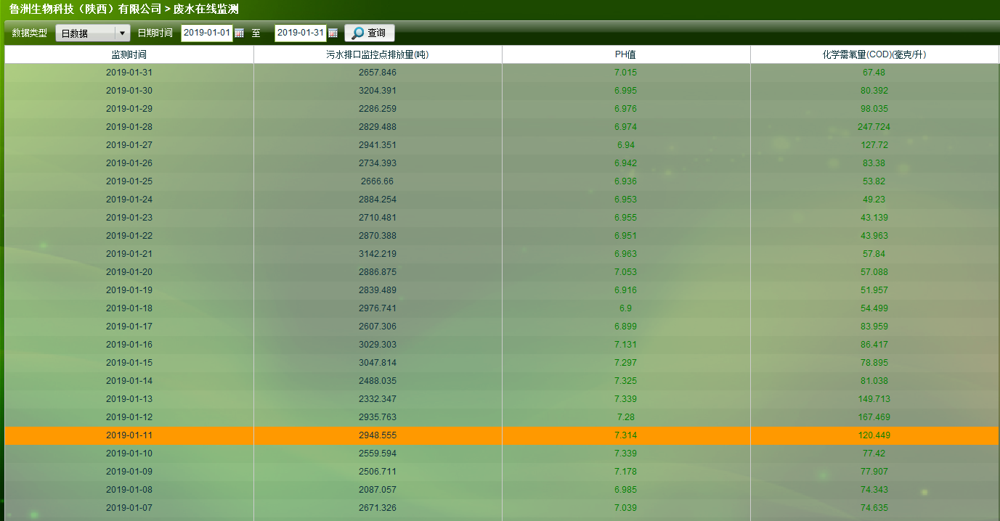 鲁洲生物科技（陕西）有限公司 > 废水在线监测
数据类型 日数据 日期时间 2019-01-01 至 2019-01-31 查询
监测时间 污水排口监控点排放量(吨) PH值 化学需氧量(COD)(毫克/升)
2019-01-31 2657.846 7.015 67.48
2019-01-30 3204.391 6.995 80.392
2019-01-29 2286.259 6.976 98.035
2019-01-28 2829.488 6.974 247.724
2019-01-27 2941.351 6.94 127.72
2019-01-26 2734.393 6.942 83.38
2019-01-25 2666.66 6.936 53.82
2019-01-24 2884.254 6.953 49.23
2019-01-23 2710.481 6.955 43.139
2019-01-22 2870.388 6.951 43.963
2019-01-21 3142.219 6.963 57.84
2019-01-20 2886.875 7.053 57.088
2019-01-19 2839.489 6.916 51.957
2019-01-18 2976.741 6.9 54.499
2019-01-17 2607.306 6.899 83.959
2019-01-16 3029.303 7.131 86.417
2019-01-15 3047.814 7.297 78.895
2019-01-14 2488.035 7.325 81.038
2019-01-13 2332.347 7.339 149.713
2019-01-12 2935.763 7.28 167.469
2019-01-11 2948.555 7.314 120.449
2019-01-10 2559.594 7.339 77.42
2019-01-09 2506.711 7.178 77.907
2019-01-08 2087.057 6.985 74.343
2019-01-07 2671.326 7.039 74.635